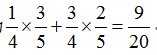 1/4 × 3/5 + 3/4 × 2/5 = 9/20